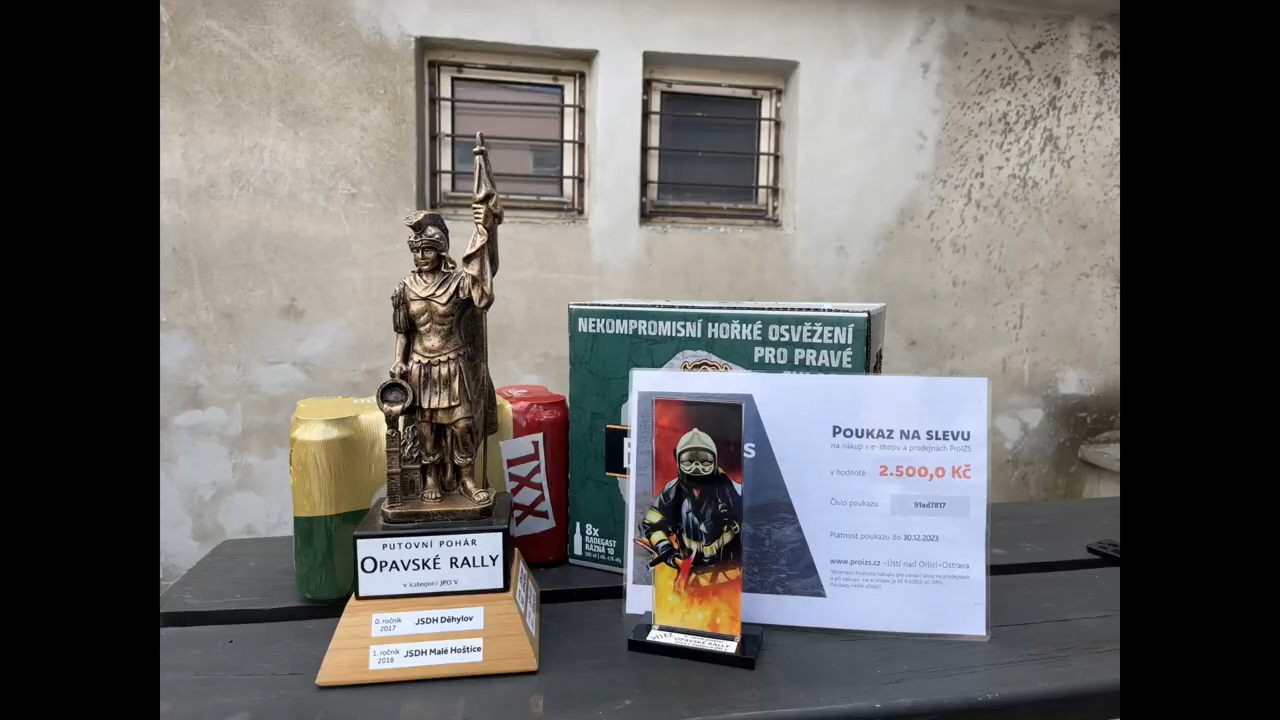 NEKOMPROMISNÍ HOŘKÉ OSVĚŽENÍ
PRO PRAVÉ
8x
RADEGAST
RÁZNÁ 10
XXL
PUTOVNÍ POHÁR
OPAVSKÉ RALLY
v kategorii JPO V
0. ročník
2017
JSDH Děhylov
1. ročník
2018
JSDH Malé Hoštice
OPAVSKÉ RALLY
POUKAZ NA SLEVU
na nákup v e-shopu a prodejnách ProIZS
v hodnotě 2.500,0 Kč
Číslo poukazu 91ad7817
Platnost poukazu do 30.12.2023
www.proizs.cz • Ústí nad Orlicí • Ostrava